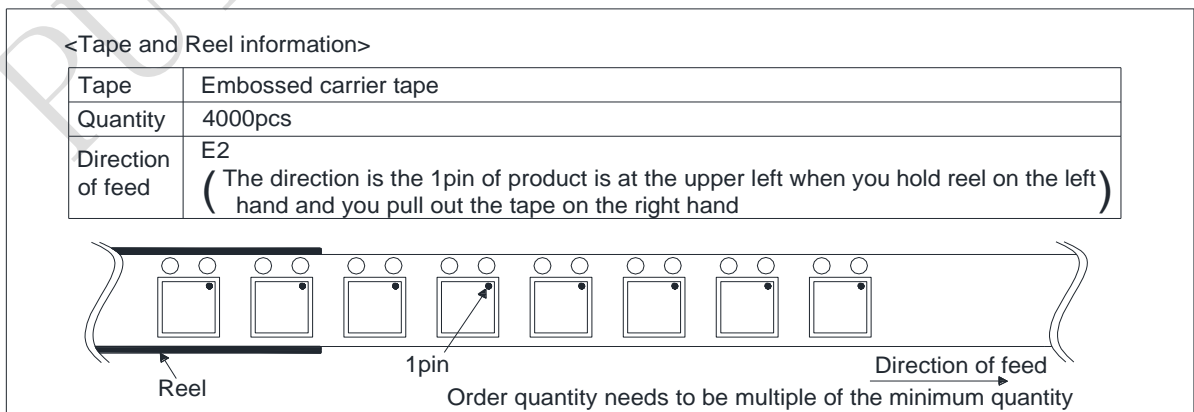 <Tape and Reel information>
Tape Embossed carrier tape
Quantity 4000pcs
Direction of feed E2
( The direction is the 1pin of product is at the upper left when you hold reel on the left
hand and you pull out the tape on the right hand )
1pin
Reel
Direction of feed
Order quantity needs to be multiple of the minimum quantity